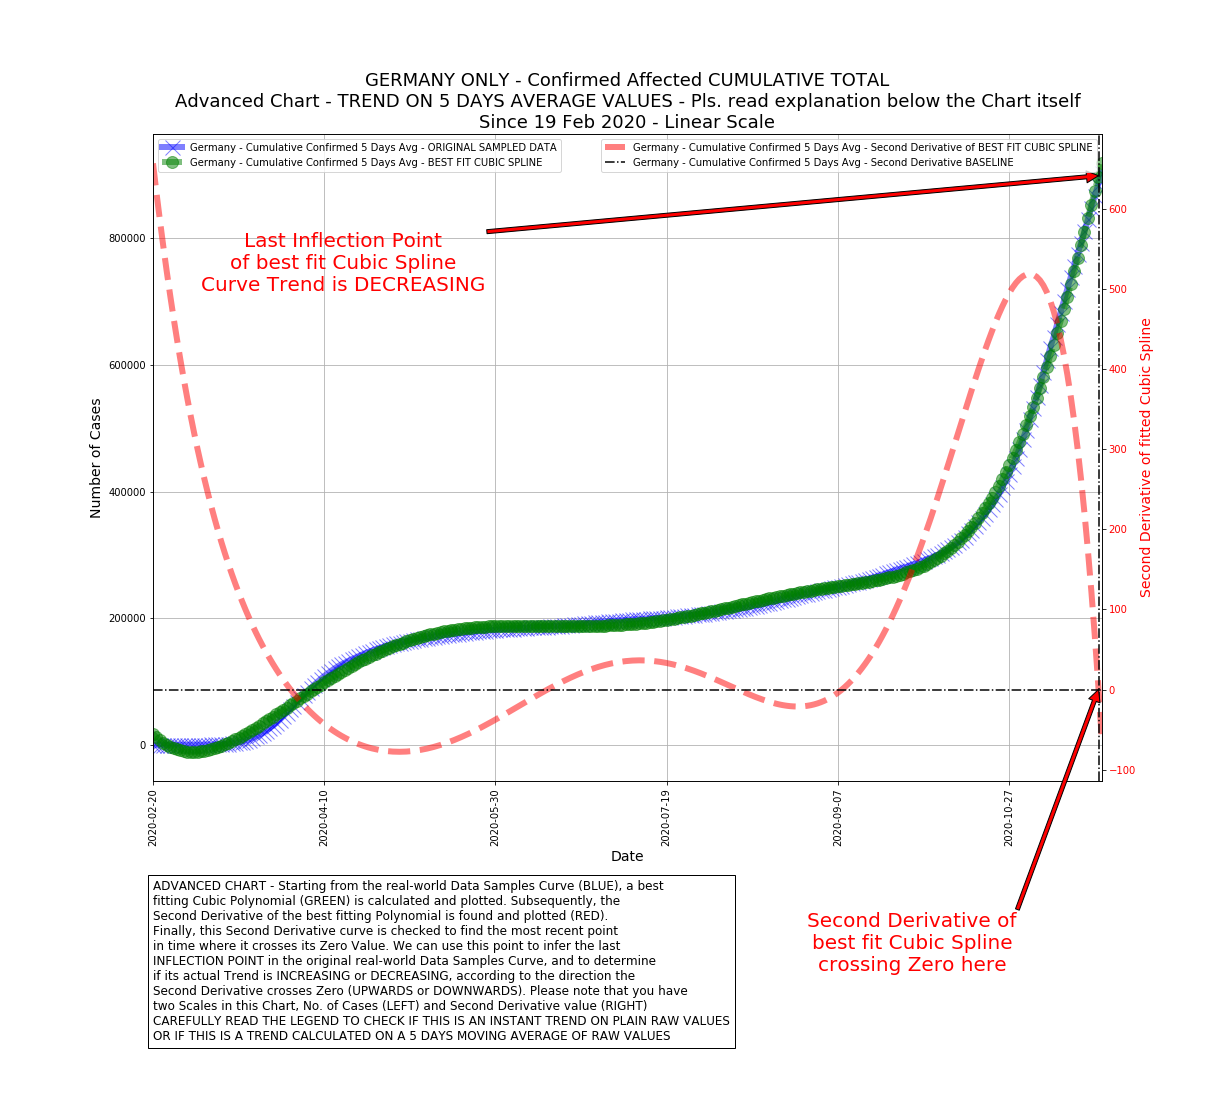 GERMANY ONLY - Confirmed Affected CUMULATIVE TOTAL
Advanced Chart - TREND ON 5 DAYS AVERAGE VALUES - Pls. read explanation below the Chart itself
Since 19 Feb 2020 - Linear Scale
Germany - Cumulative Confirmed 5 Days Avg - ORIGINAL SAMPLED DATA
Germany - Cumulative Confirmed 5 Days Avg - BEST FIT CUBIC SPLINE
Germany - Cumulative Confirmed 5 Days Avg - Second Derivative of BEST FIT CUBIC SPLINE
Germany - Cumulative Confirmed 5 Days Avg - Second Derivative BASELINE
Last Inflection Point
of best fit Cubic Spline
Curve Trend is DECREASING
Number of Cases
800000
600000
400000
200000
0
600
500
400
300
200
100
0
−100
Second Derivative of fitted Cubic Spline
2020-02-20
2020-04-10
2020-05-30
2020-07-19
2020-09-07
2020-10-27
Date
ADVANCED CHART - Starting from the real-world Data Samples Curve (BLUE), a best
fitting Cubic Polynomial (GREEN) is calculated and plotted. Subsequently, the
Second Derivative of the best fitting Polynomial is found and plotted (RED).
Finally, this Second Derivative curve is checked to find the most recent point
in time where it crosses its Zero Value. We can use this point to infer the last
INFLECTION POINT in the original real-world Data Samples Curve, and to determine
if its actual Trend is INCREASING or DECREASING, according to the direction the
Second Derivative crosses Zero (UPWARDS or DOWNWARDS). Please note that you have
two Scales in this Chart, No. of Cases (LEFT) and Second Derivative value (RIGHT)
CAREFULLY READ THE LEGEND TO CHECK IF THIS IS AN INSTANT TREND ON PLAIN RAW VALUES
OR IF THIS IS A TREND CALCULATED ON A 5 DAYS MOVING AVERAGE OF RAW VALUES
Second Derivative of
best fit Cubic Spline
crossing Zero here